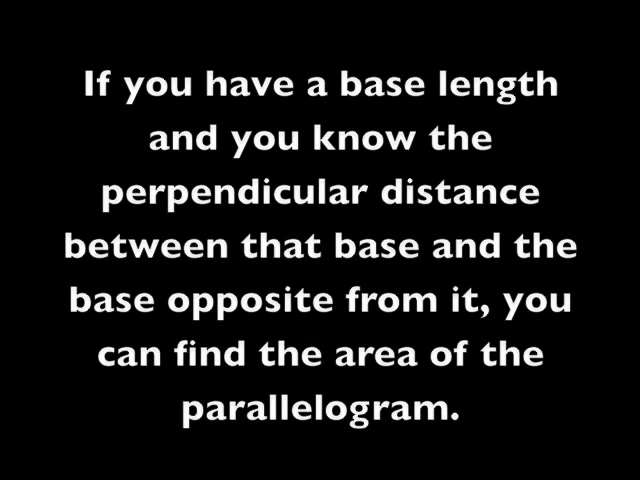 If you have a base length
and you know the
perpendicular distance
between that base and the
base opposite from it, you
can find the area of the
parallelogram.